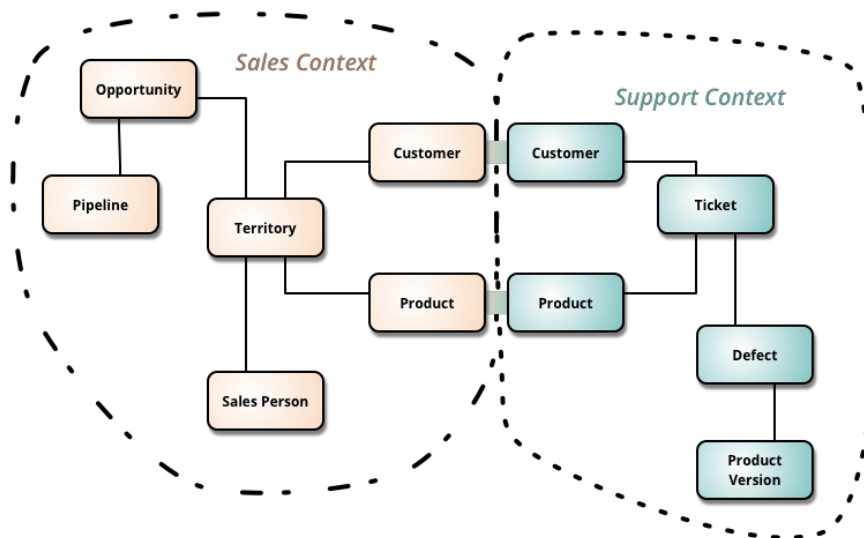 Sales Context
Opportunity
Pipeline
Territory
Customer
Product
Sales Person
Support Context
Customer
Ticket
Product
Defect
Product
Version